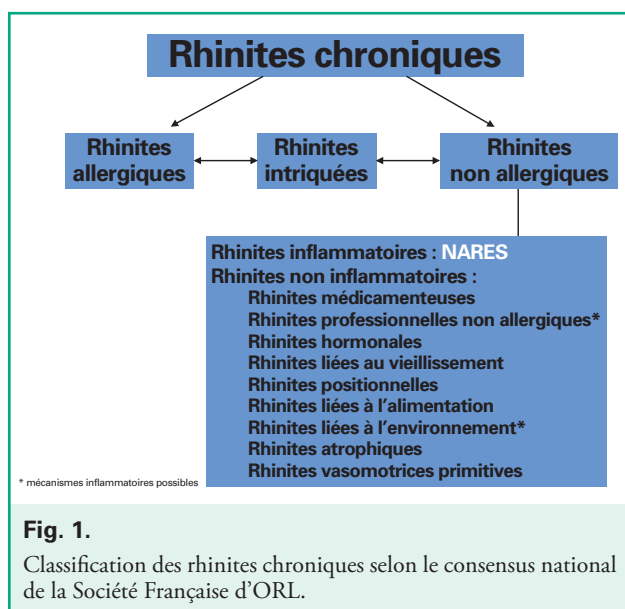 Rhinites chroniques
Rhinites
allergiques
Rhinites
intriquées
Rhinites
non allergiques
Rhinites inflammatoires : NARES
Rhinites non inflammatoires :
Rhinites médicamenteuses
Rhinites professionnelles non allergiques*
Rhinites hormonales
Rhinites liées au vieillissement
Rhinites positionnelles
Rhinites liées à l'alimentation
Rhinites liées à l'environnement*
Rhinites atrophiques
Rhinites vasomotrices primitives
* mécanismes inflammatoires possibles
Fig. 1.
Classification des rhinites chroniques selon le consensus national
de la Société Française d'ORL.